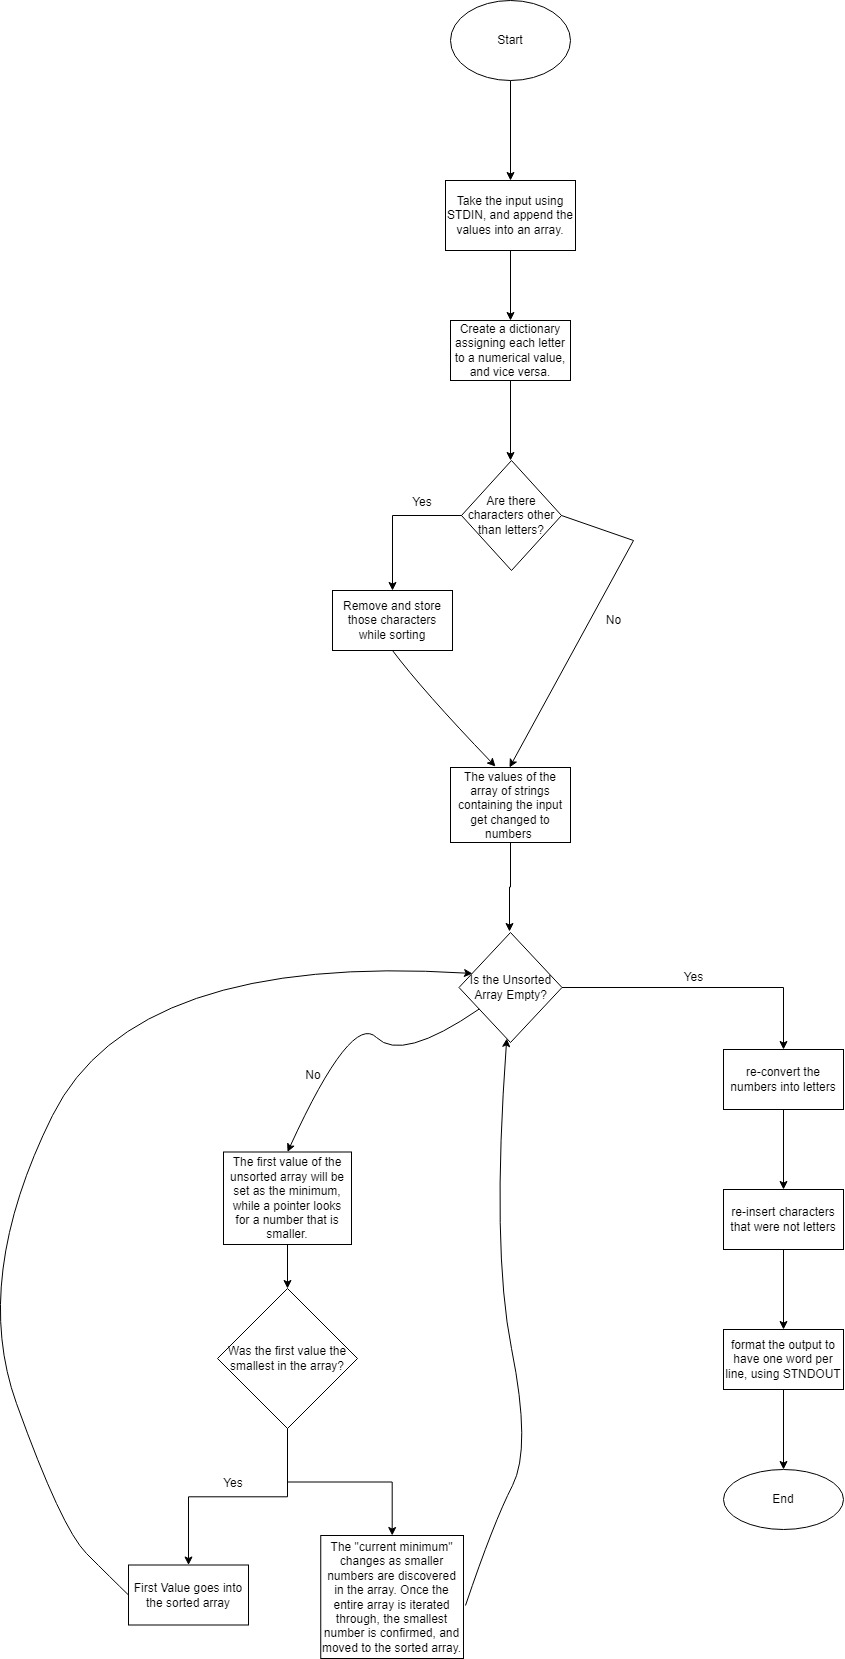 Start
Take the input using
STDIN, and append the
values into an array.
Create a dictionary
assigning each letter
to a numerical value,
and vice versa.
Are there
characters other
than letters?
Yes
No
Remove and store
those characters
while sorting
The values of the
array of strings
containing the input
get changed to
numbers
Is the Unsorted
Array Empty?
Yes
No
re-convert the
numbers into letters
re-insert characters
that were not letters
format the output to
have one word per
line, using STNDOUT
End
The first value of the
unsorted array will be
set as the minimum,
while a pointer looks
for a number that is
smaller.
Was the first value the
smallest in the array?
Yes
First Value goes into
the sorted array
The "current minimum"
changes as smaller
numbers are discovered
in the array. Once the
entire array is iterated
through, the smallest
number is confirmed, and
moved to the sorted array.